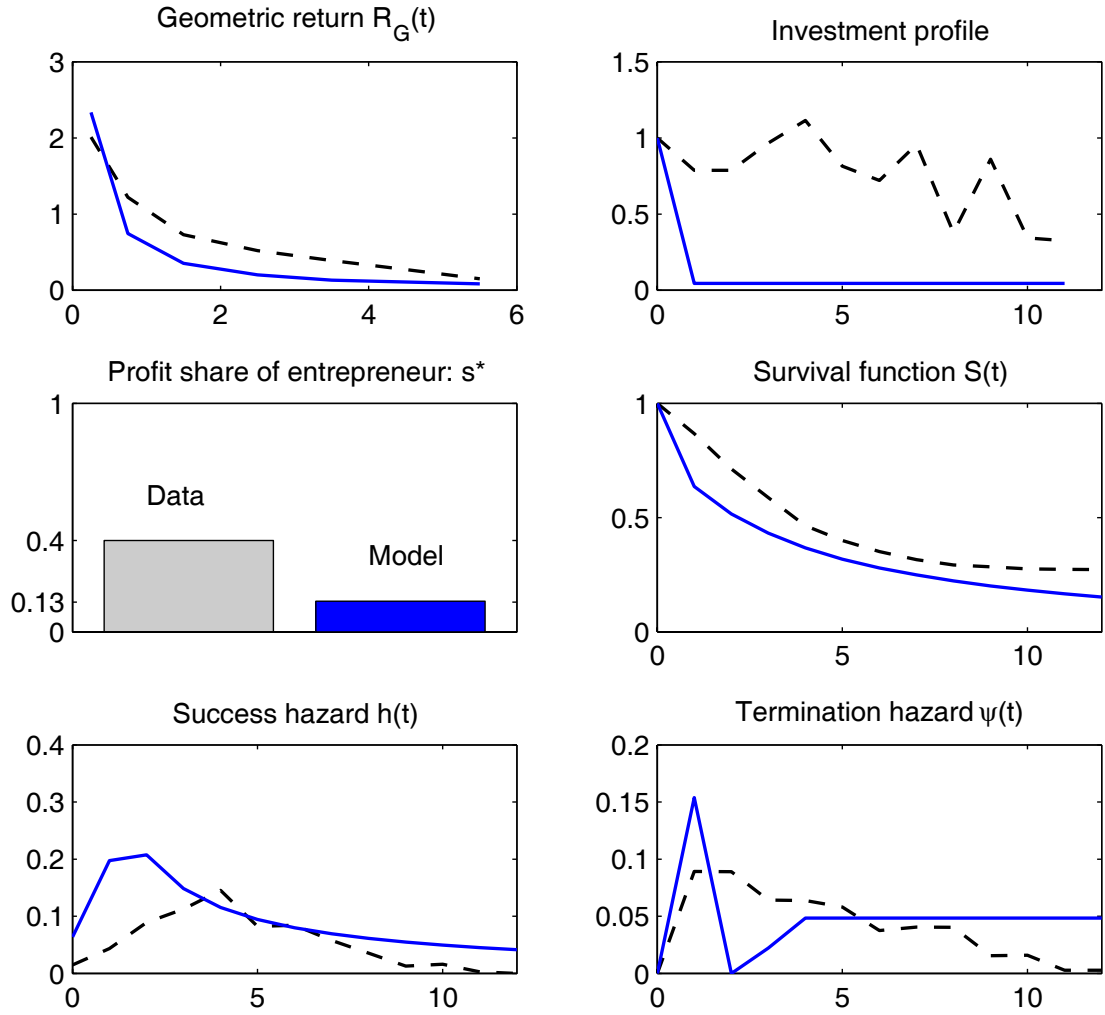 Geometric return R_G(t)
3
2
1
0
0 2 4 6
Investment profile
1.5
1
0.5
0
0 5 10
Profit share of entrepreneur: s*
1
0.4
0.13
0
Data
Model
Survival function S(t)
1
0.5
0
0 5 10
Success hazard h(t)
0.4
0.3
0.2
0.1
0
0 5 10
Termination hazard ψ(t)
0.2
0.15
0.1
0.05
0
0 5 10